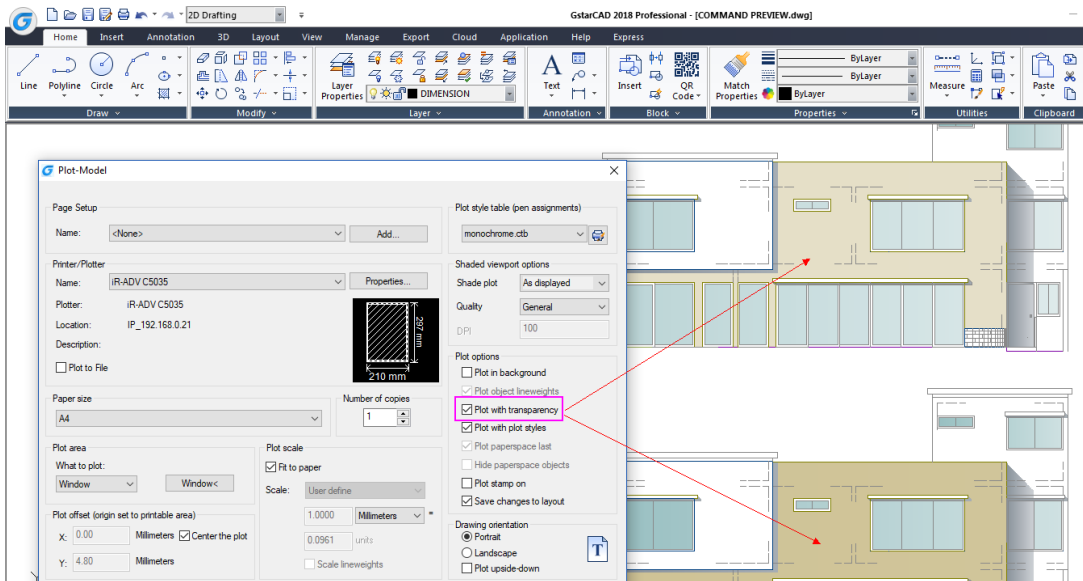 2D Drafting
GstarCAD 2018 Professional - [COMMAND PREVIEW.dwg]
Home Insert Annotation 3D Layout View Manage Export Cloud Application Help Express
Line Polyline Circle Arc
Layer
Properties
DIMENSION
A
Text
Insert
QR
Code
Match
Properties
ByLayer
ByLayer
ByLayer
Measure
Paste
Draw Modify Layer Annotation Block Properties Utilities Clipboard
G Plot-Model
Page Setup
Name: <None> Add...
Printer/Plotter
Name: iR-ADV C5035 Properties...
Plotter: iR-ADV C5035
Location: IP_192.168.0.21
Description:
Plot to File
297 mm
210 mm
Paper size
A4
Number of copies
1
Plot area
What to plot:
Window Window<
Plot scale
Fit to paper
Scale: User define
1.0000 Millimeters =
0.0961 units
Scale lineweights
Plot offset (origin set to printable area)
X: 0.00 Millimeters Center the plot
Y: 4.80 Millimeters
Plot style table (pen assignments)
monochrome.ctb
Shaded viewport options
Shade plot As displayed
Quality General
DPI 100
Plot options
Plot in background
Plot object lineweights
Plot with transparency
Plot with plot styles
Plot paperspace last
Hide paperspace objects
Plot stamp on
Save changes to layout
Drawing orientation
Portrait
Landscape
Plot upside-down
T